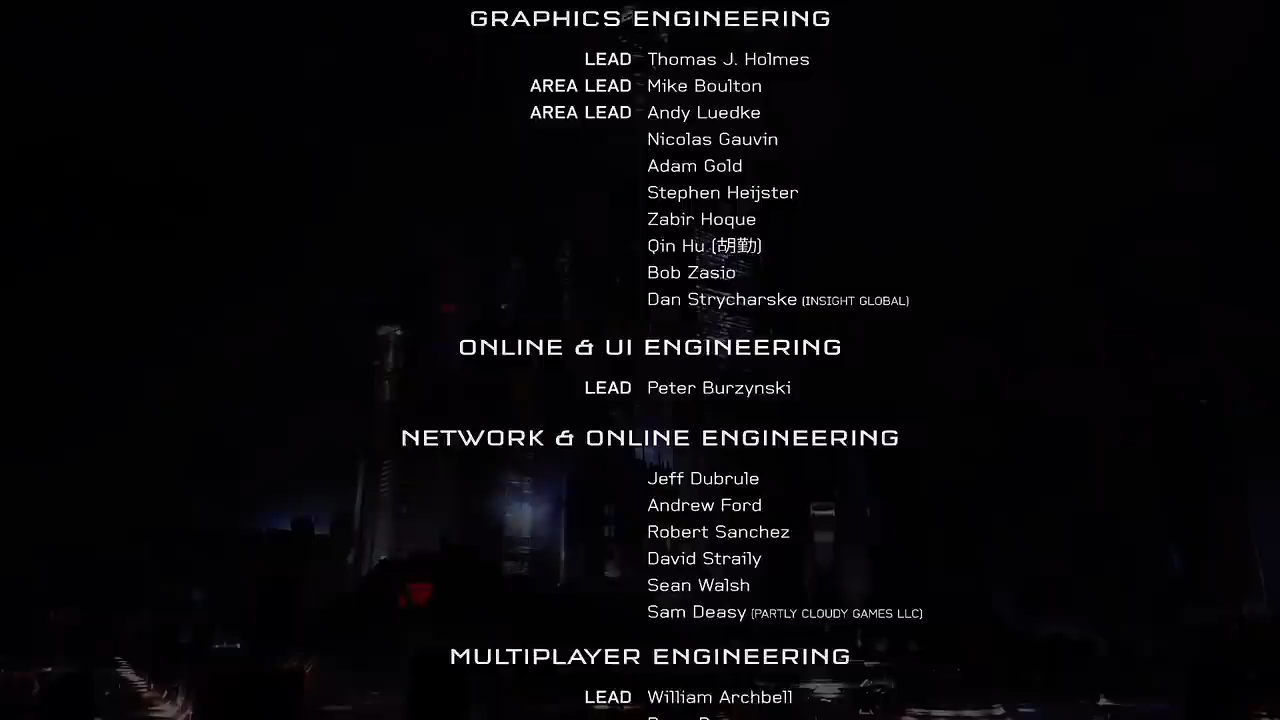 GRAPHICS ENGINEERING
LEAD Thomas J. Holmes
AREA LEAD Mike Boulton
AREA LEAD Andy Luedke
Nicolas Gauvin
Adam Gold
Stephen Heijster
Zabir Hoque
Qin Hu (胡勤)
Bob Zasio
Dan Strycharske (INSIGHT GLOBAL)
ONLINE & UI ENGINEERING
LEAD Peter Burzynski
NETWORK & ONLINE ENGINEERING
Jeff Dubrule
Andrew Ford
Robert Sanchez
David Straily
Sean Walsh
Sam Deasy (PARTLY CLOUDY GAMES LLC)
MULTIPLAYER ENGINEERING
LEAD William Archbell